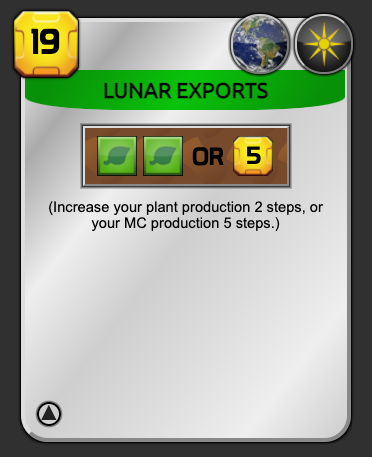 19
LUNAR EXPORTS
OR 5
(Increase your plant production 2 steps, or
your MC production 5 steps.)